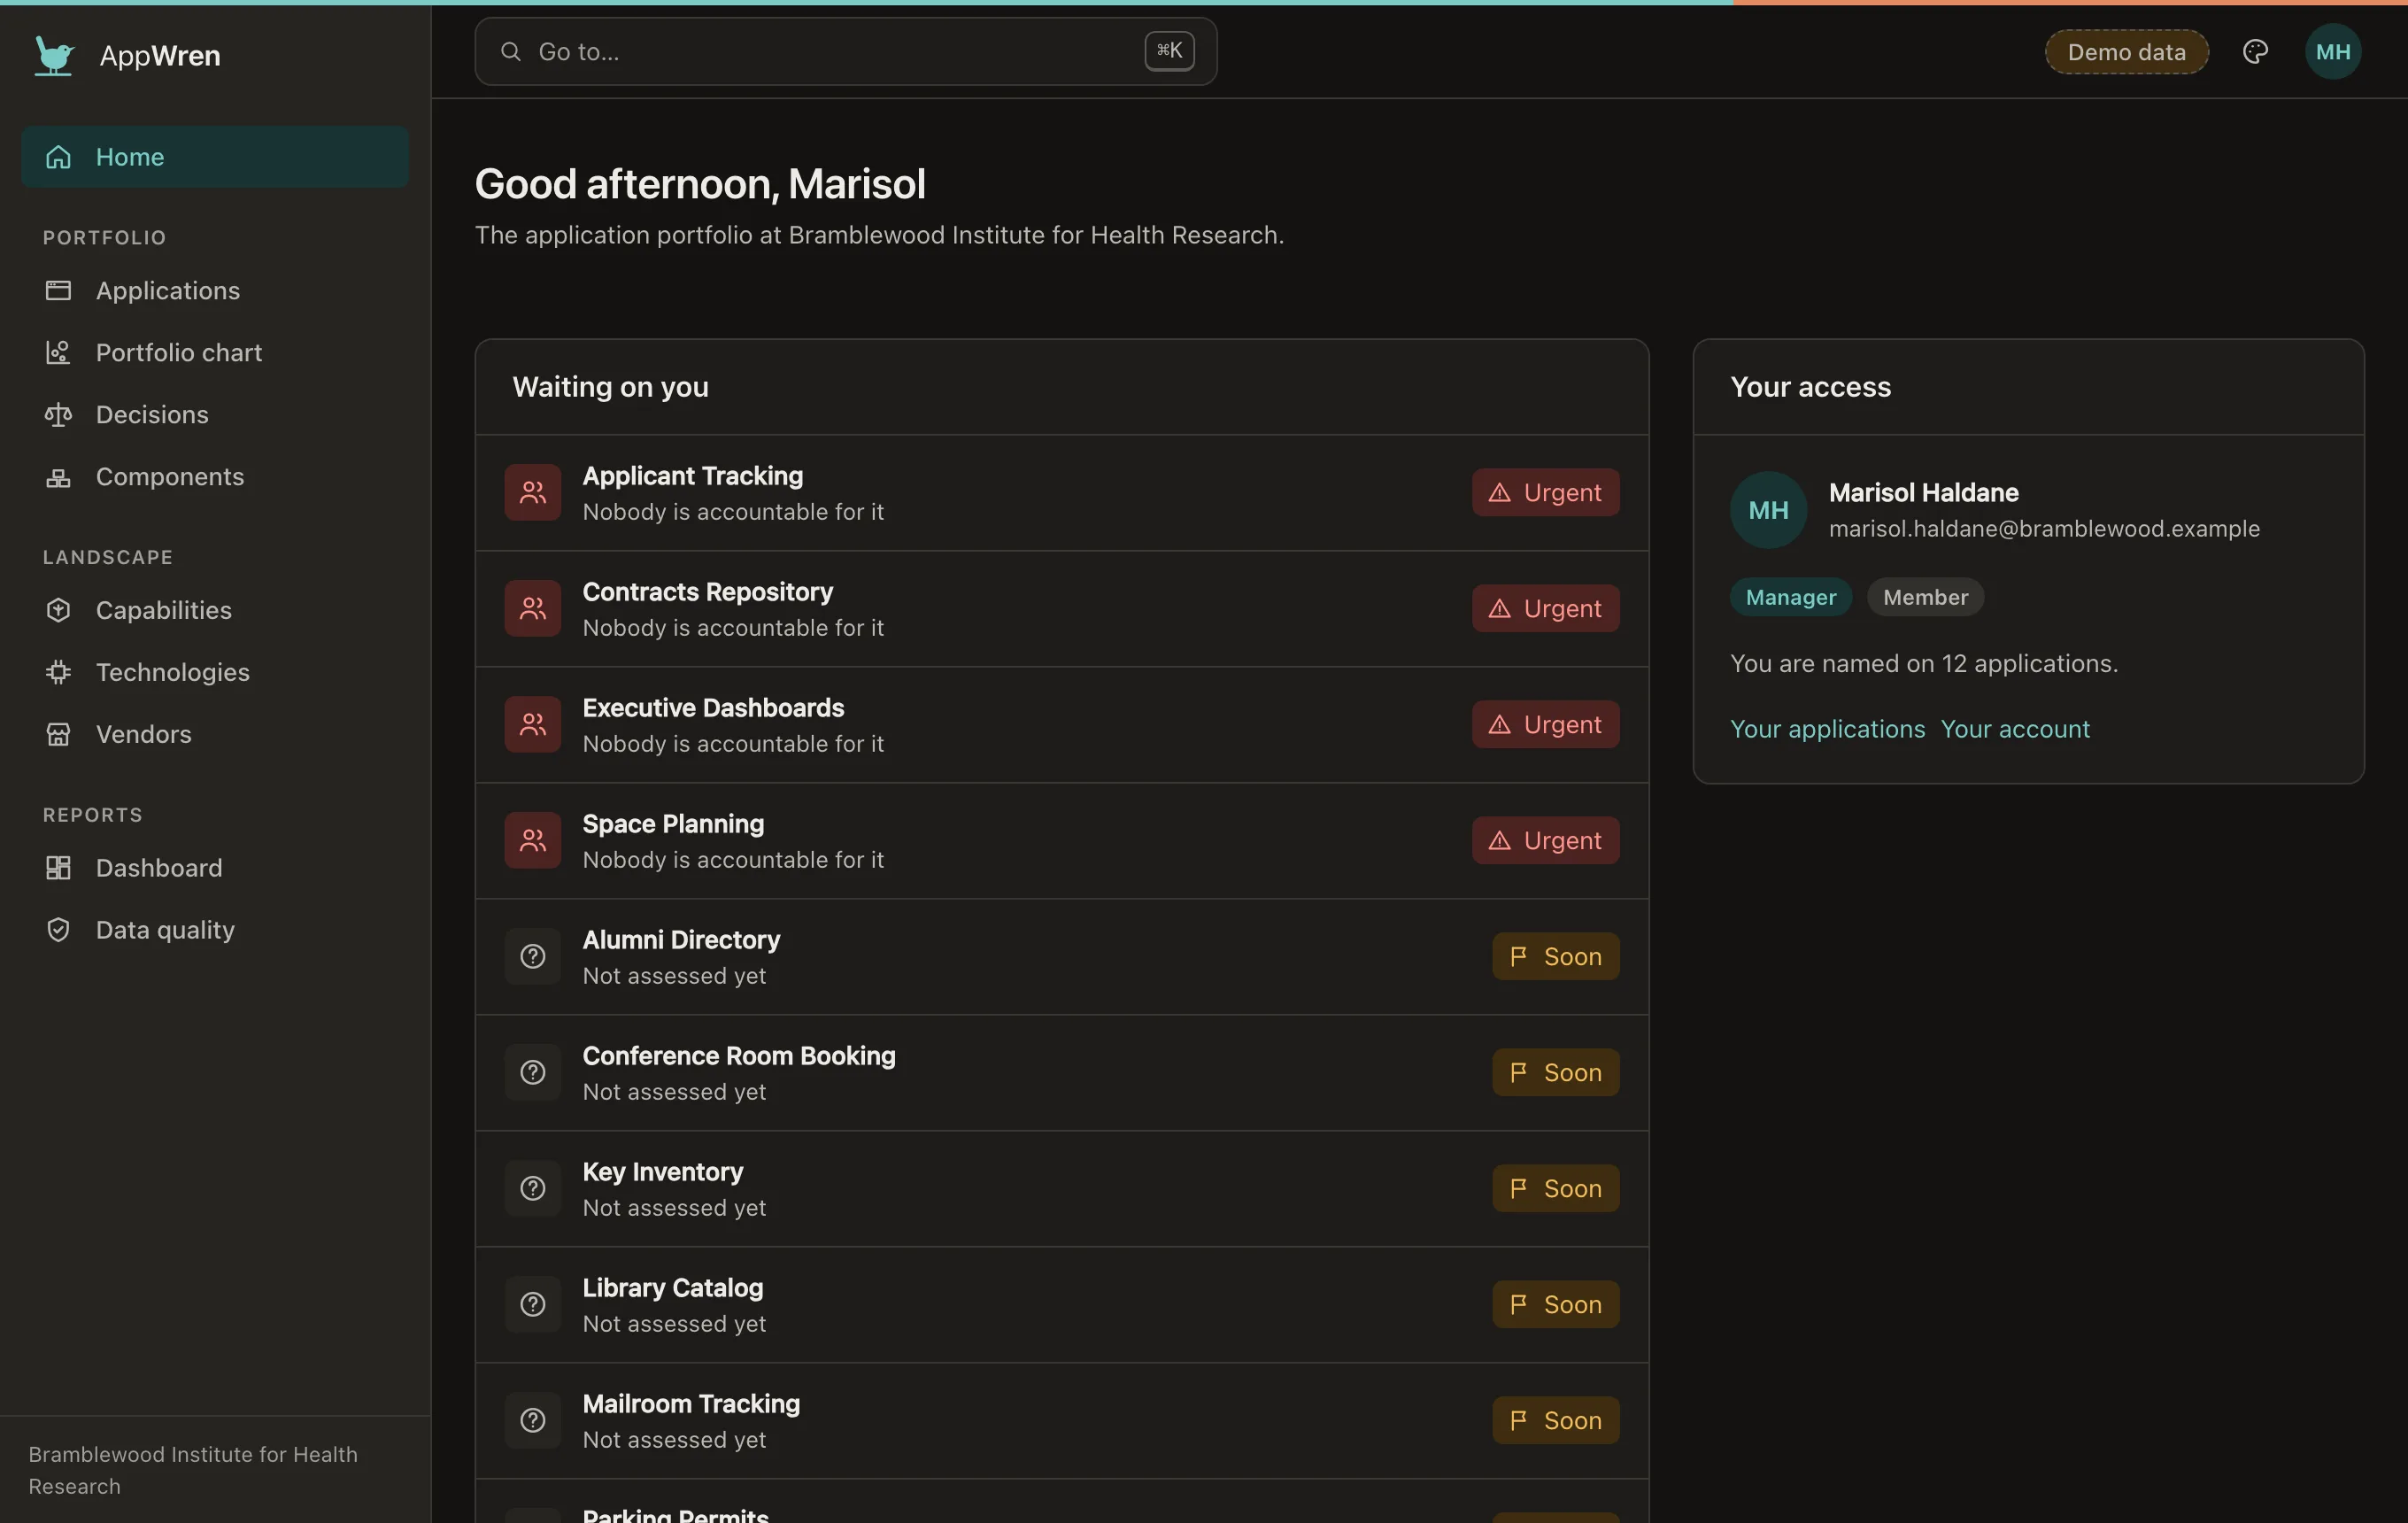 AppWren
Go to...
⌘K
Demo data
MH
Home
PORTFOLIO
Applications
Portfolio chart
Decisions
Components
LANDSCAPE
Capabilities
Technologies
Vendors
REPORTS
Dashboard
Data quality
Bramblewood Institute for Health
Research
Good afternoon, Marisol
The application portfolio at Bramblewood Institute for Health Research.
Waiting on you
Applicant Tracking
Nobody is accountable for it
Urgent
Contracts Repository
Nobody is accountable for it
Urgent
Executive Dashboards
Nobody is accountable for it
Urgent
Space Planning
Nobody is accountable for it
Urgent
Alumni Directory
Not assessed yet
Soon
Conference Room Booking
Not assessed yet
Soon
Key Inventory
Not assessed yet
Soon
Library Catalog
Not assessed yet
Soon
Mailroom Tracking
Not assessed yet
Soon
Parking Permits
Your access
MH
Marisol Haldane
marisol.haldane@bramblewood.example
Manager
Member
You are named on 12 applications.
Your applications
Your account